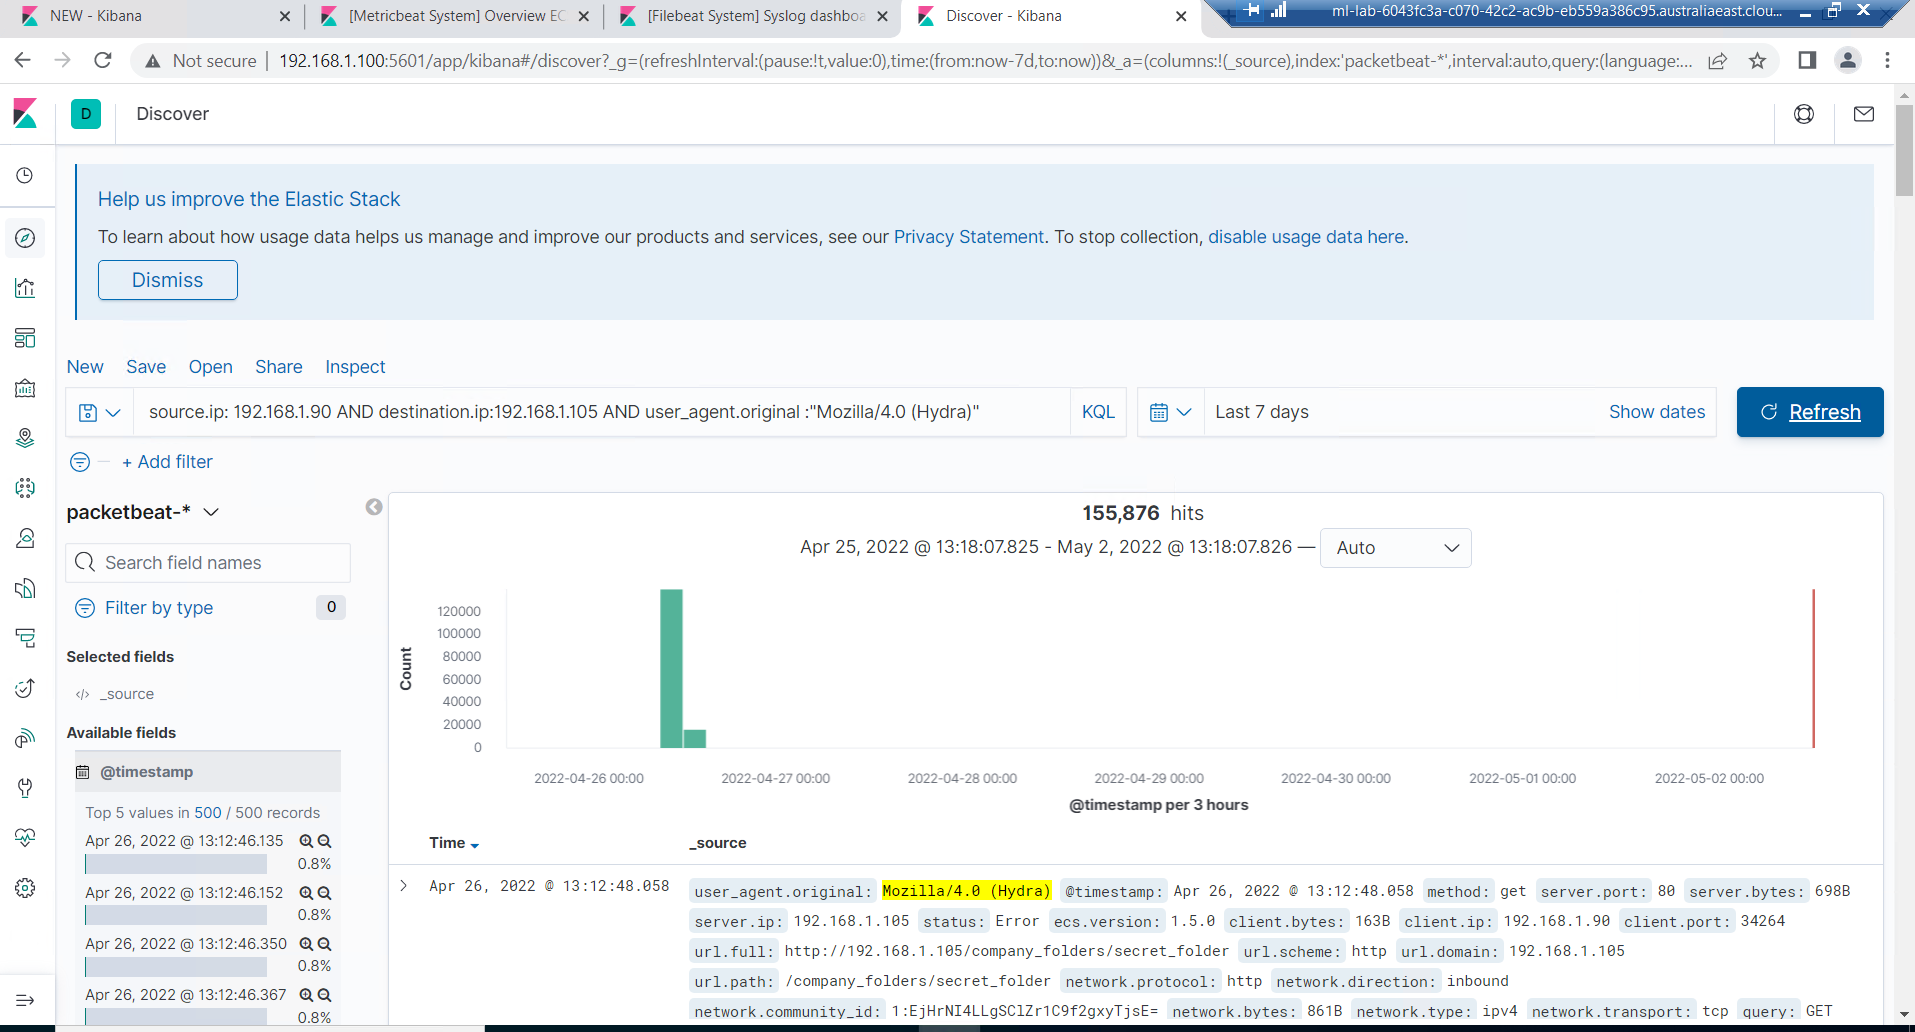 NEW - Kibana
[Metricbeat System] Overview EC
[Filebeat System] Syslog dashboa
Discover - Kibana
ml-lab-6043fc3a-c070-42c2-ac9b-eb559a386c95.australiaeast.clou...
Not secure
192.168.1.100:5601/app/kibana#/discover?_g=(refreshInterval:(pause:!t,value:0),time:(from:now-7d,to:now))&_a=(columns:!(_source),index:'packetbeat-*',interval:auto,query:(language:...
D
Discover
Help us improve the Elastic Stack
To learn about how usage data helps us manage and improve our products and services, see our Privacy Statement. To stop collection, disable usage data here.
Dismiss
New Save Open Share Inspect
source.ip: 192.168.1.90 AND destination.ip:192.168.1.105 AND user_agent.original :"Mozilla/4.0 (Hydra)"
KQL
Last 7 days
Show dates
Refresh
+ Add filter
packetbeat-*
Search field names
Filter by type 0
Selected fields
</> _source
Available fields
@timestamp
Top 5 values in 500 / 500 records
Apr 26, 2022 @ 13:12:46.135
0.8%
Apr 26, 2022 @ 13:12:46.152
0.8%
Apr 26, 2022 @ 13:12:46.350
0.8%
Apr 26, 2022 @ 13:12:46.367
0.8%
155,876 hits
Apr 25, 2022 @ 13:18:07.825 - May 2, 2022 @ 13:18:07.826 —
Auto
Count
120000
100000
80000
60000
40000
20000
0
2022-04-26 00:00 2022-04-27 00:00 2022-04-28 00:00 2022-04-29 00:00 2022-04-30 00:00 2022-05-01 00:00 2022-05-02 00:00
@timestamp per 3 hours
Time _source
Apr 26, 2022 @ 13:12:48.058
user_agent.original: Mozilla/4.0 (Hydra) @timestamp: Apr 26, 2022 @ 13:12:48.058 method: get server.port: 80 server.bytes: 698B
server.ip: 192.168.1.105 status: Error ecs.version: 1.5.0 client.bytes: 163B client.ip: 192.168.1.90 client.port: 34264
url.full: http://192.168.1.105/company_folders/secret_folder url.scheme: http url.domain: 192.168.1.105
url.path: /company_folders/secret_folder network.protocol: http network.direction: inbound
network.community_id: 1:EjHrNI4LLgSClZr1C9f2gxyTjsE= network.bytes: 861B network.type: ipv4 network.transport: tcp query: GET